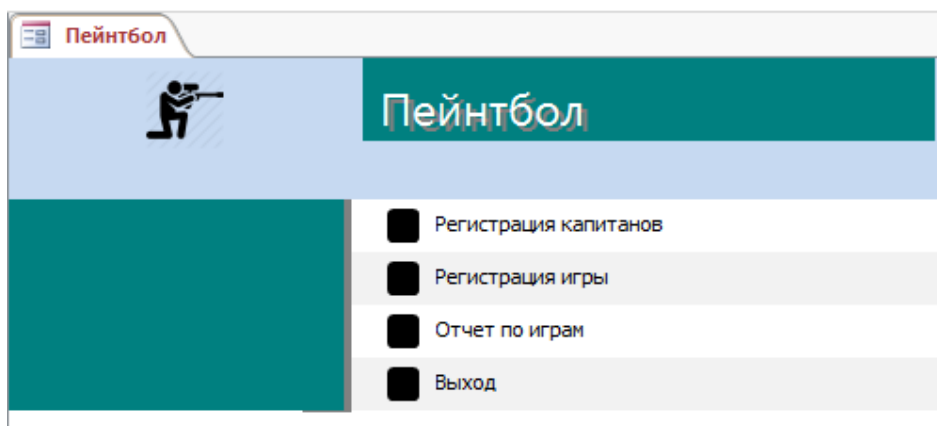 Пейнтбол
Пейнтбол
Регистрация капитанов
Регистрация игры
Отчет по играм
Выход